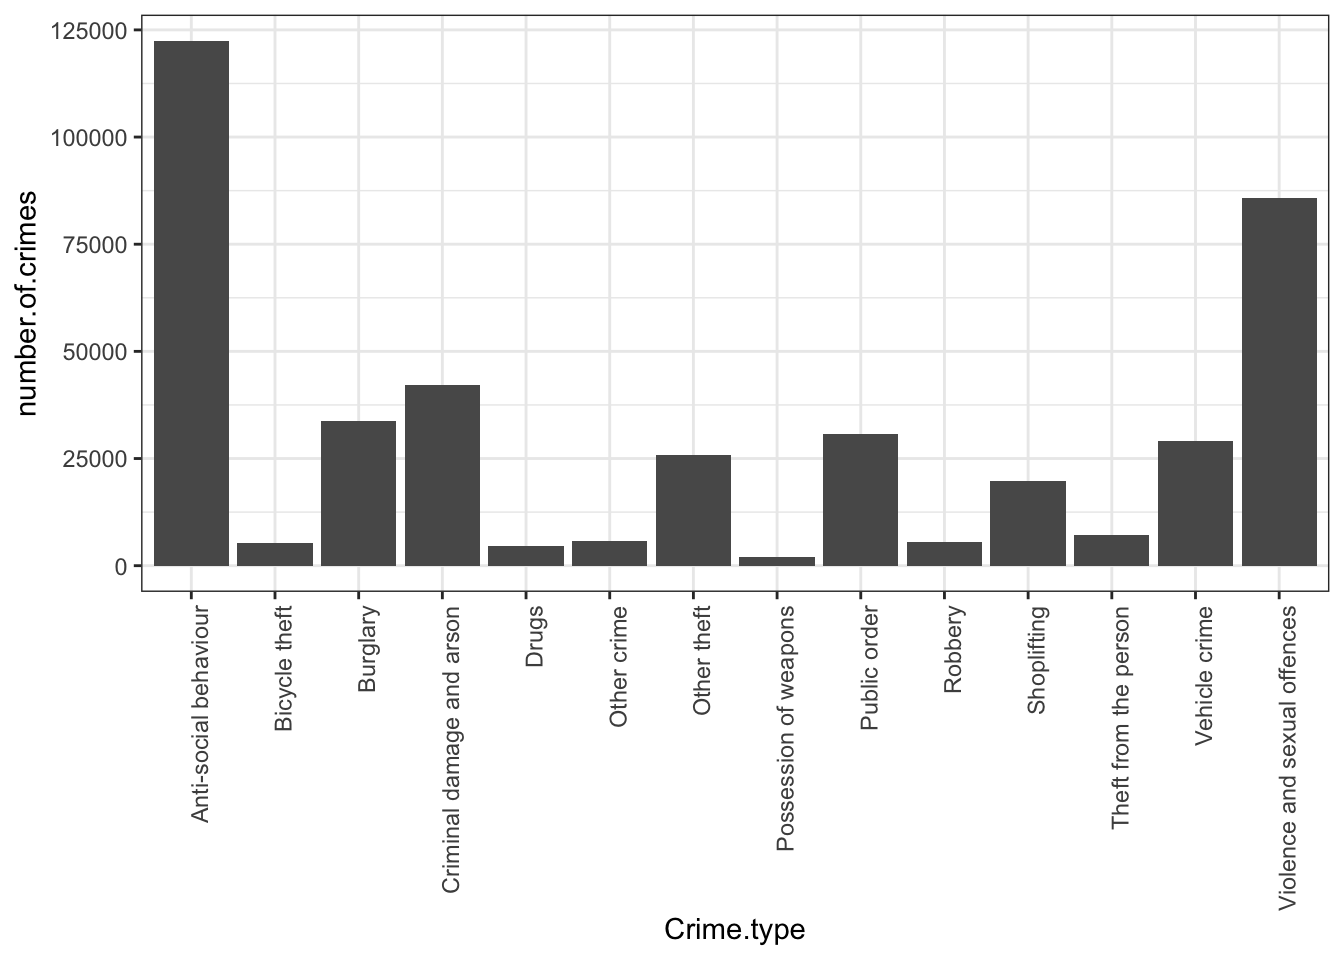 125000
100000
75000
50000
25000
0
number.of.crimes
Anti-social behaviour
Bicycle theft
Burglary
Criminal damage and arson
Drugs
Other crime
Other theft
Possession of weapons
Public order
Robbery
Shoplifting
Theft from the person
Vehicle crime
Violence and sexual offences
Crime.type